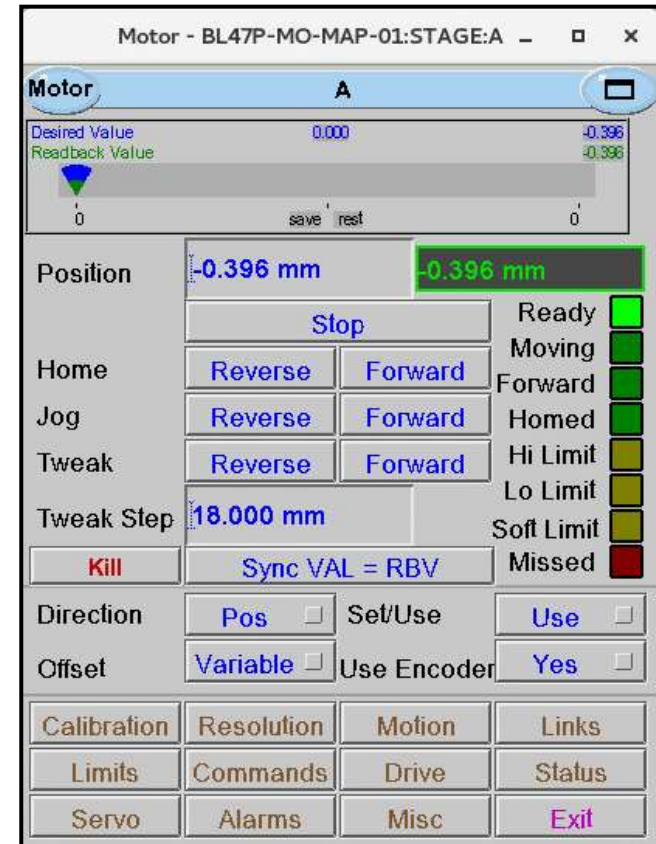 Motor - BL47P-MO-MAP-01:STAGE:A
Motor A
Desired Value 0.000 -0.396
Readback Value -0.396
0 save rest 0
Position -0.396 mm -0.396 mm
Stop Ready
Moving
Home Reverse Forward Forward
Jog Reverse Forward Homed
Tweak Reverse Forward Hi Limit
Lo Limit
Tweak Step 18.000 mm Soft Limit
Kill Sync VAL = RBV Missed
Direction Pos Set/Use Use
Offset Variable Use Encoder Yes
Calibration Resolution Motion Links
Limits Commands Drive Status
Servo Alarms Misc Exit